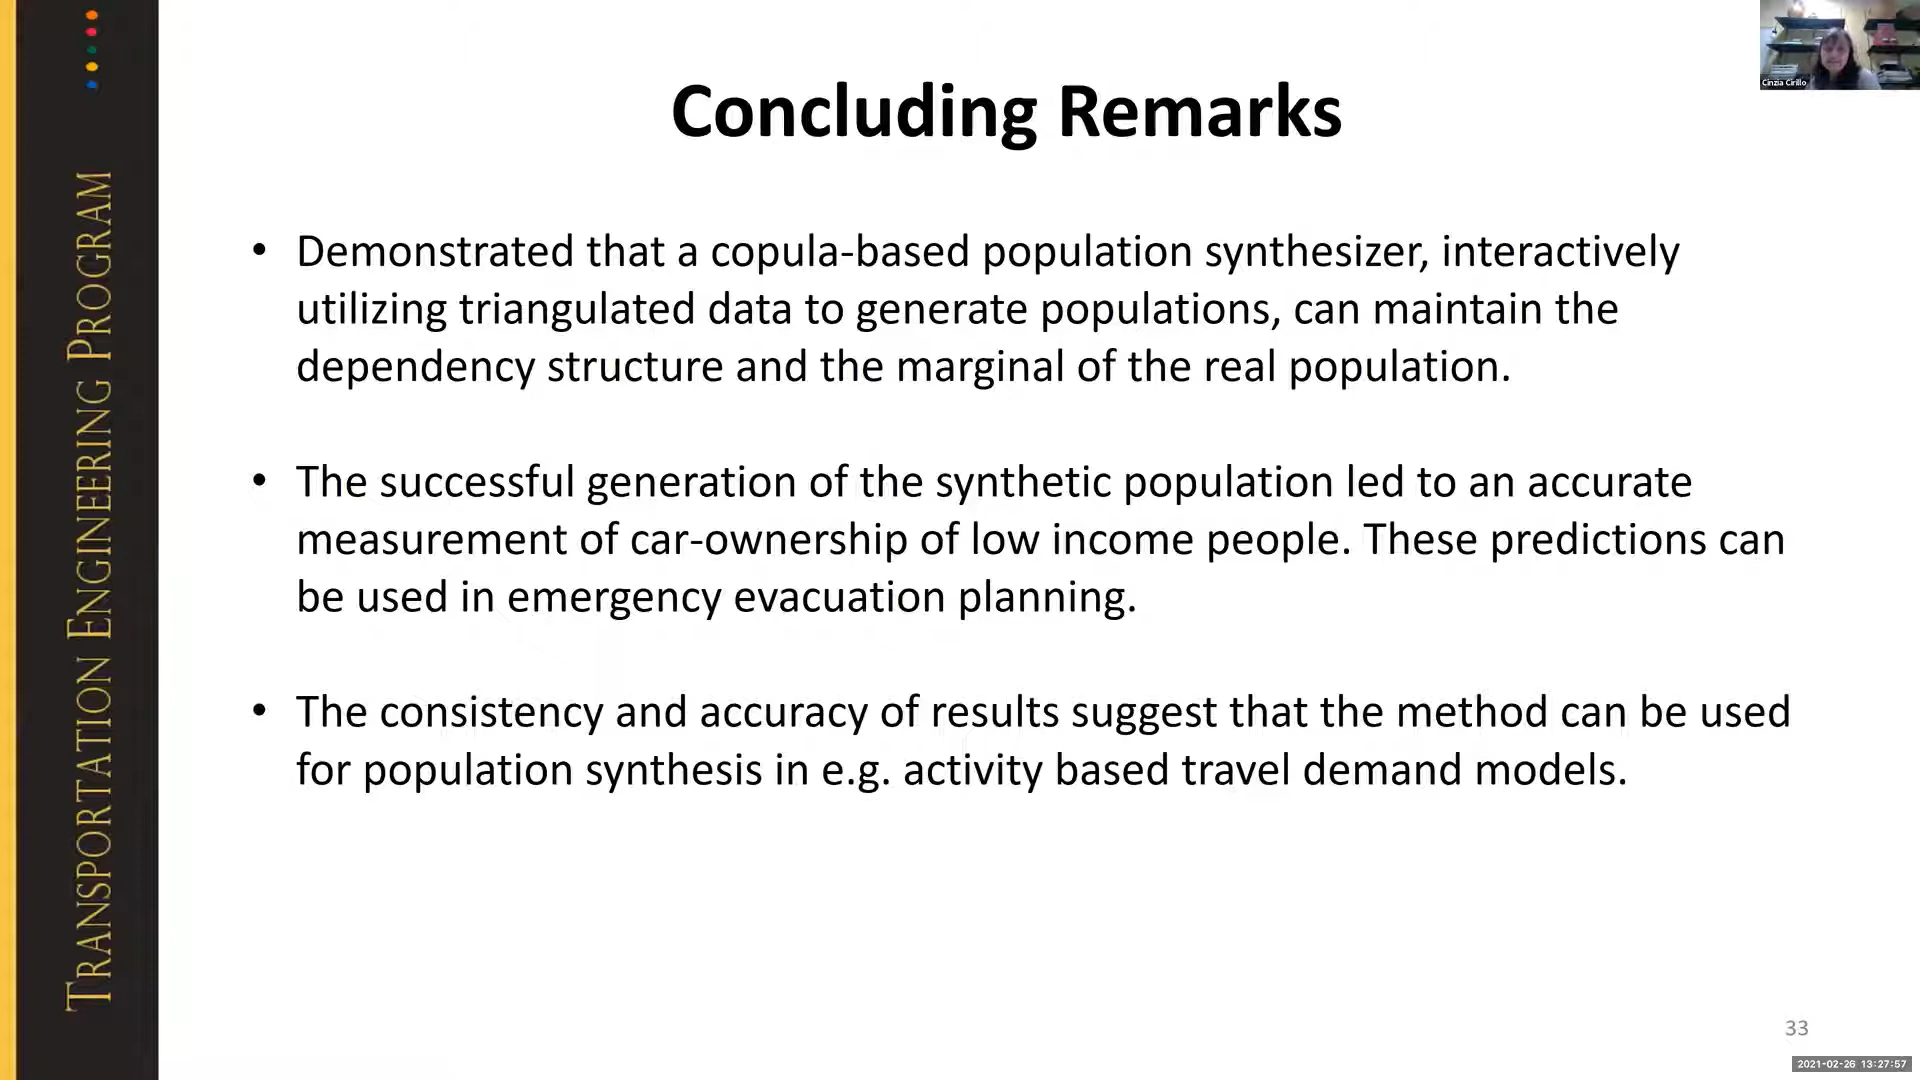 Concluding Remarks
Cinzia Cirillo
TRANSPORTATION ENGINEERING PROGRAM
• Demonstrated that a copula-based population synthesizer, interactively
utilizing triangulated data to generate populations, can maintain the
dependency structure and the marginal of the real population.
• The successful generation of the synthetic population led to an accurate
measurement of car-ownership of low income people. These predictions can
be used in emergency evacuation planning.
• The consistency and accuracy of results suggest that the method can be used
for population synthesis in e.g. activity based travel demand models.
33
2021-02-26 13:27:57